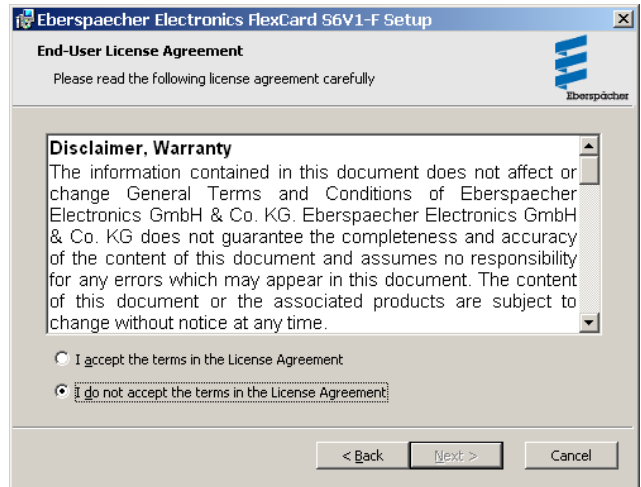 Eberspaecher Electronics FlexCard S6V1-F Setup
End-User License Agreement
Please read the following license agreement carefully
Eberspächer
Disclaimer, Warranty
The information contained in this document does not affect or
change General Terms and Conditions of Eberspaecher
Electronics GmbH & Co. KG. Eberspaecher Electronics GmbH
& Co. KG does not guarantee the completeness and accuracy
of the content of this document and assumes no responsibility
for any errors which may appear in this document. The content
of this document or the associated products are subject to
change without notice at any time.
I accept the terms in the License Agreement
I do not accept the terms in the License Agreement
< Back
Next >
Cancel